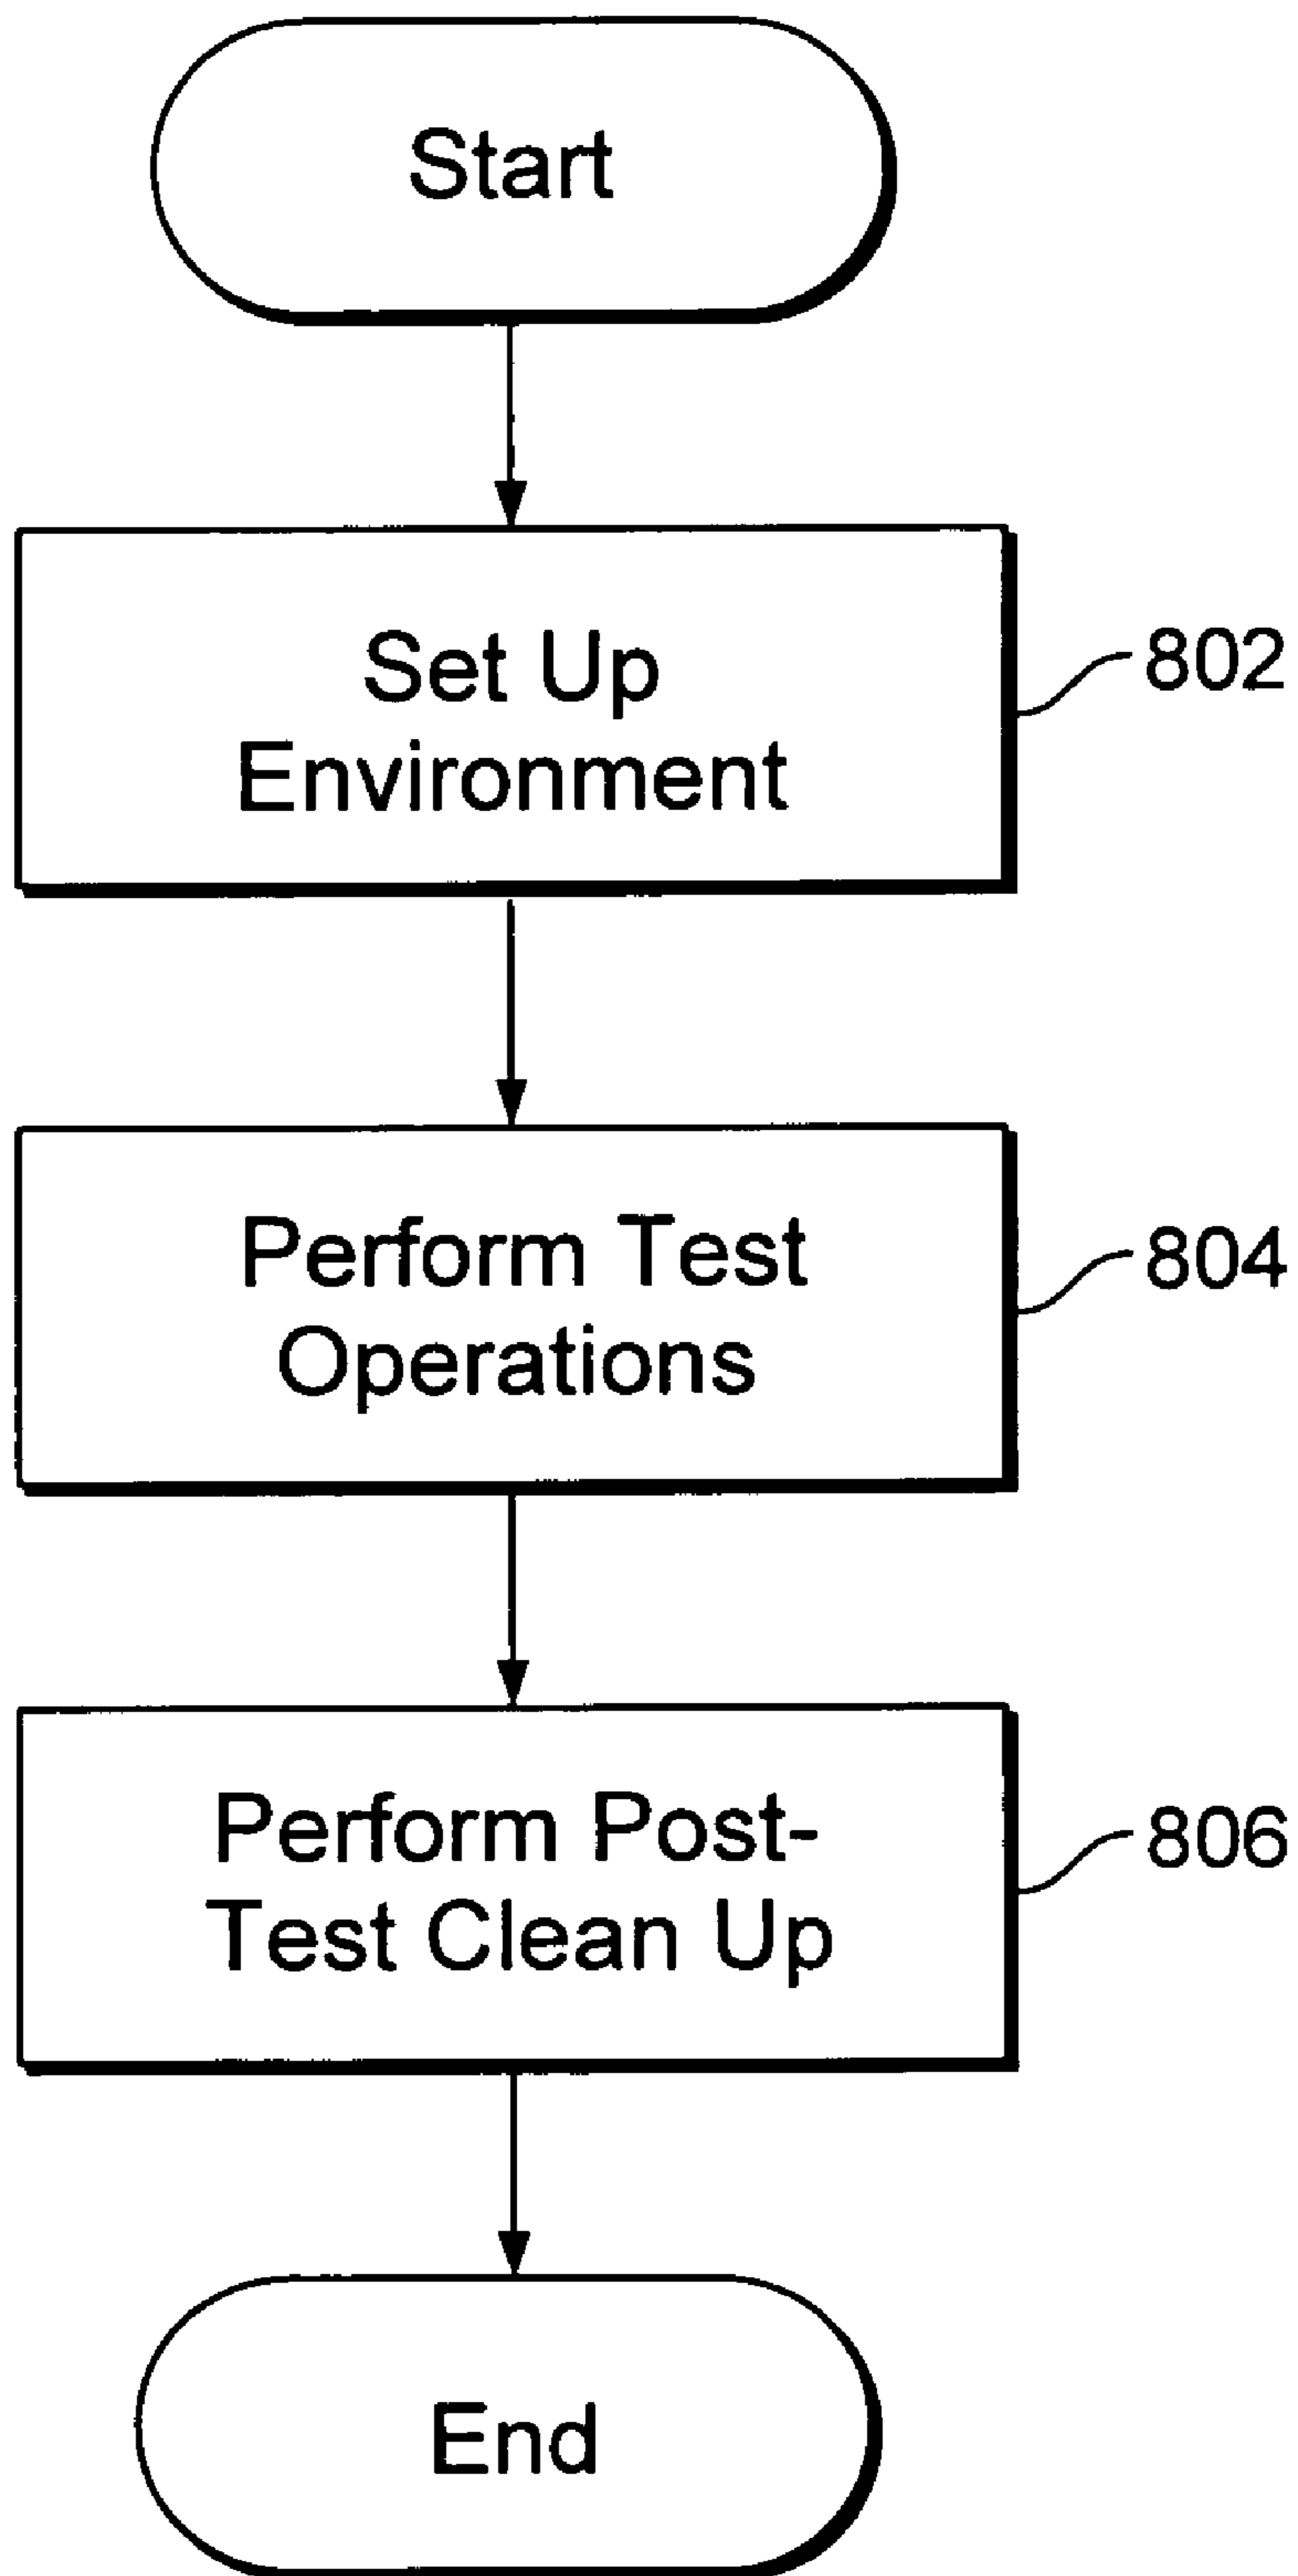 Start
Set Up
Environment
802
Perform Test
Operations
804
Perform Post-
Test Clean Up
806
End